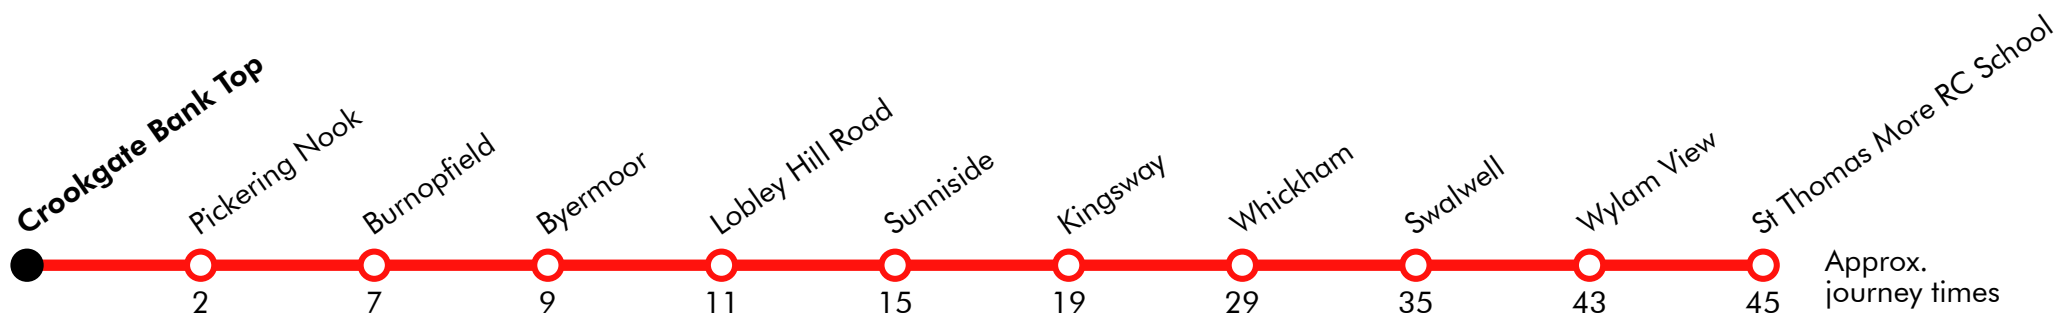 Crookgate Bank Top
Pickering Nook
Burnopfield
Byermoor
Lobley Hill Road
Sunniside
Kingsway
Whickham
Swalwell
Wylam View
St Thomas More RC School
2
7
9
11
15
19
29
35
43
45
Approx.
journey times